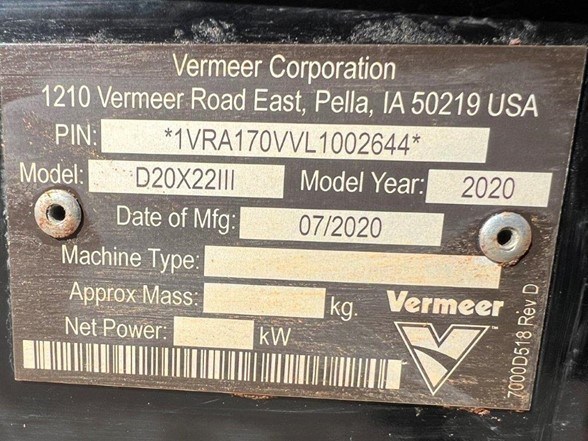 Vermeer Corporation
1210 Vermeer Road East, Pella, IA 50219 USA
PIN: *1VRA170VVL1002644*
Model: D20X22III Model Year: 2020
Date of Mfg: 07/2020
Machine Type:
Approx Mass: kg.
Net Power: kW
Vermeer™
7000D518 Rev D